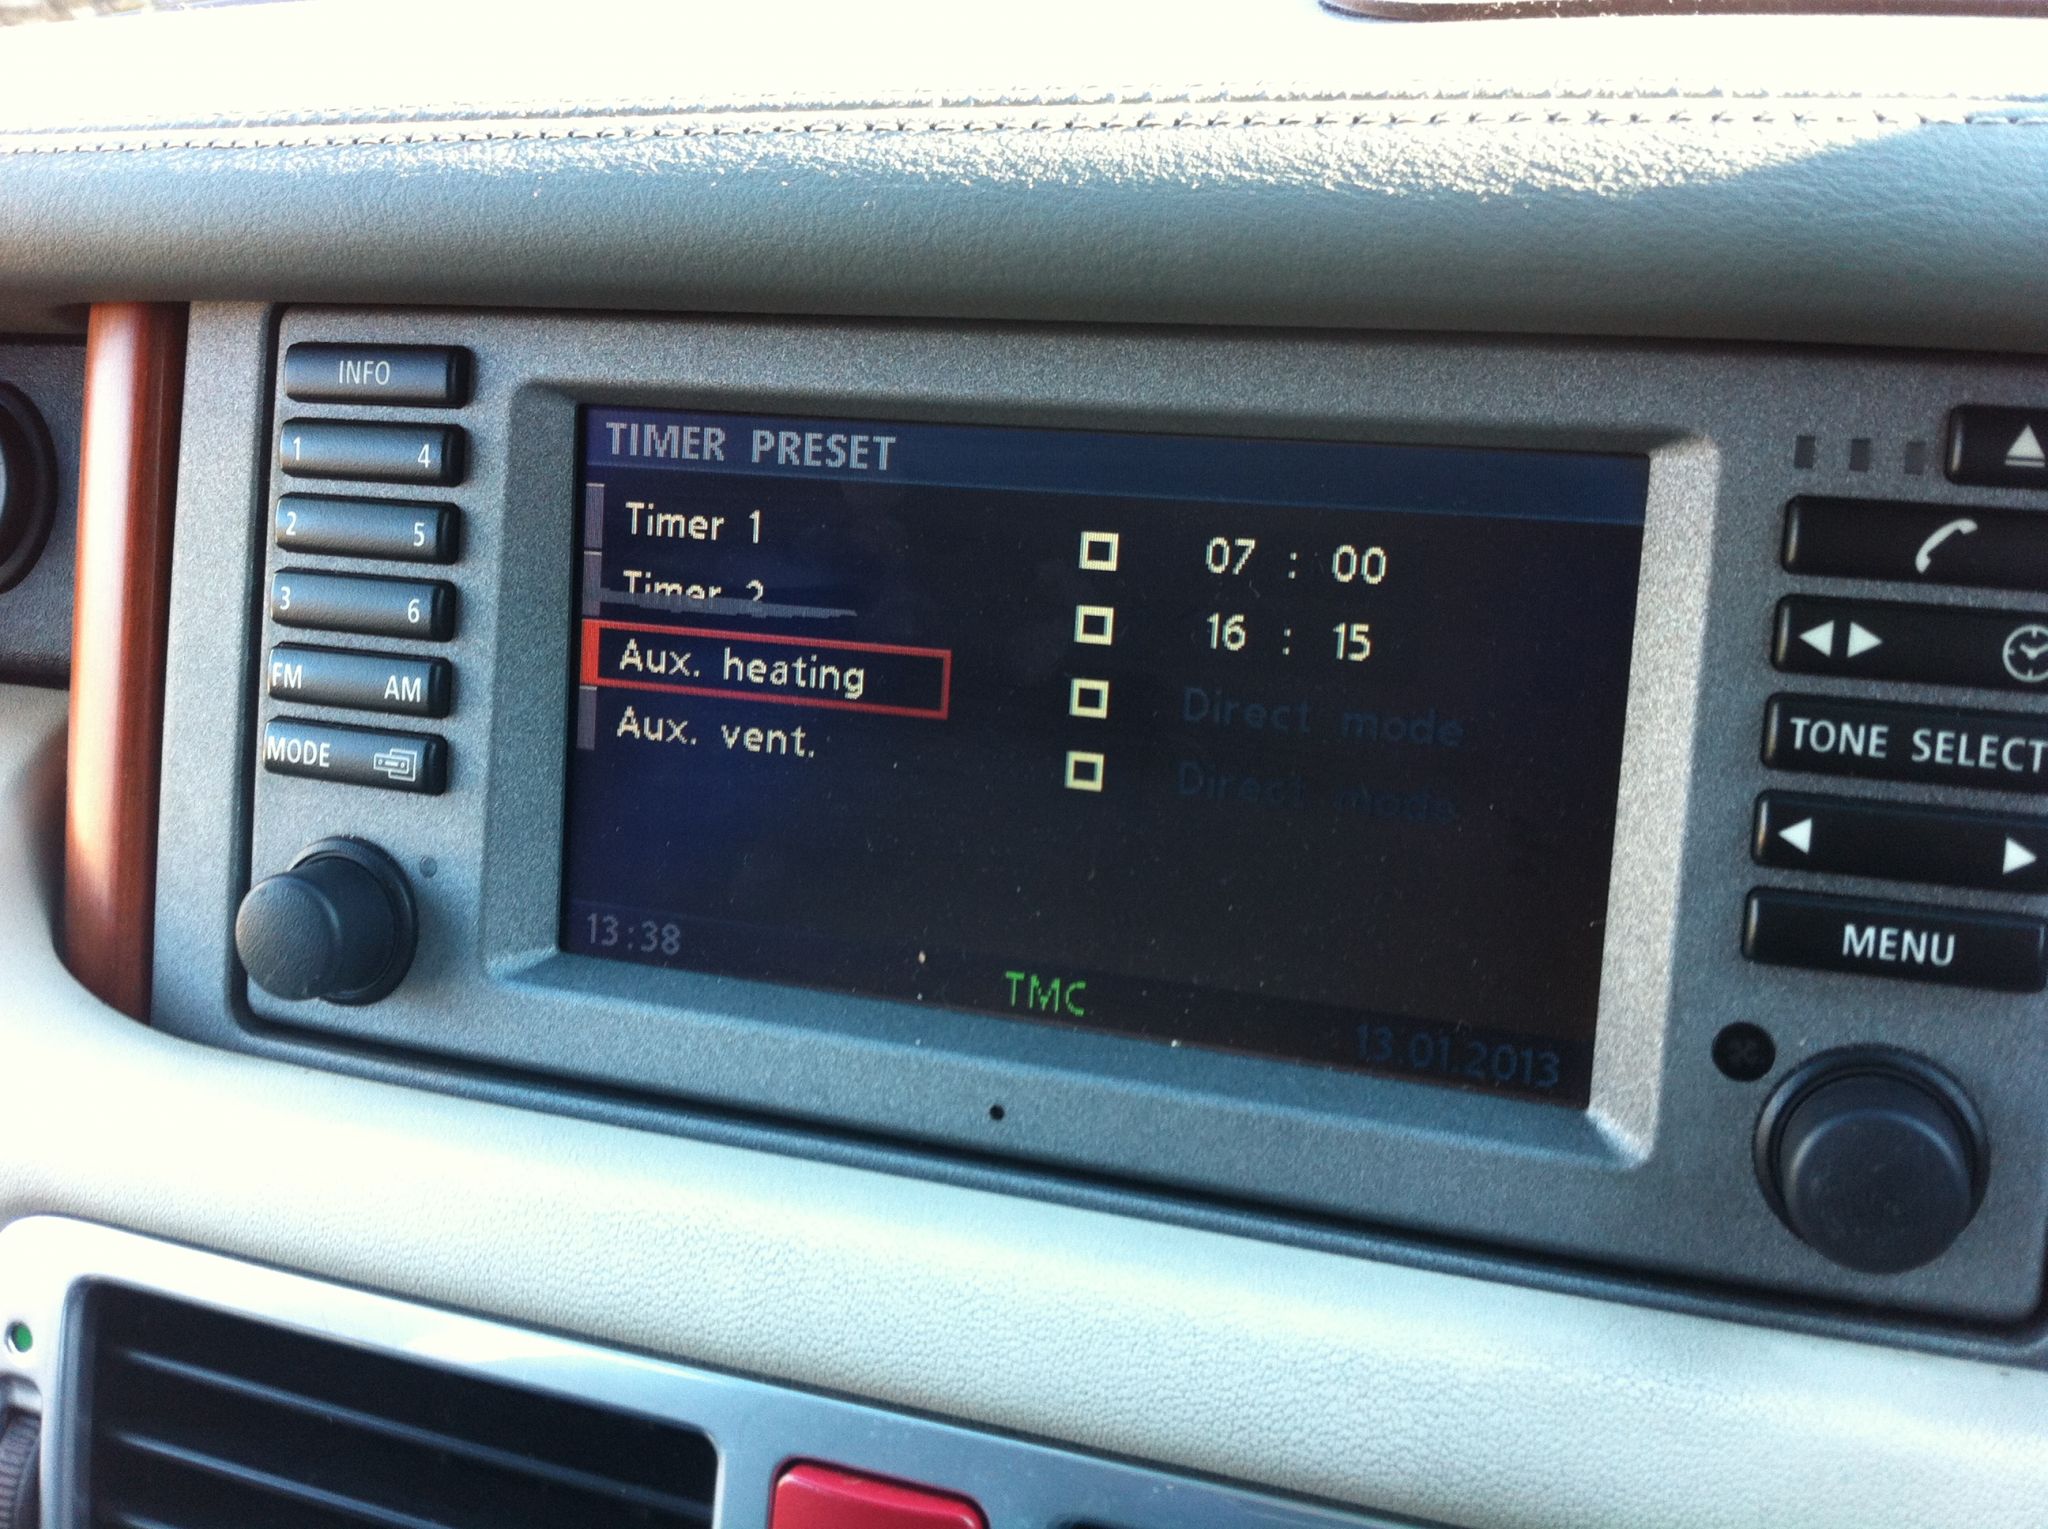 INFO
1 4
2 5
3 6
FM AM
MODE
TIMER PRESET
Timer 1 07 : 00
Timer 2 16 : 15
Aux. heating Direct mode
Aux. vent. Direct mode
13:38
TMC
13.01.2013
TONE SELECT
MENU